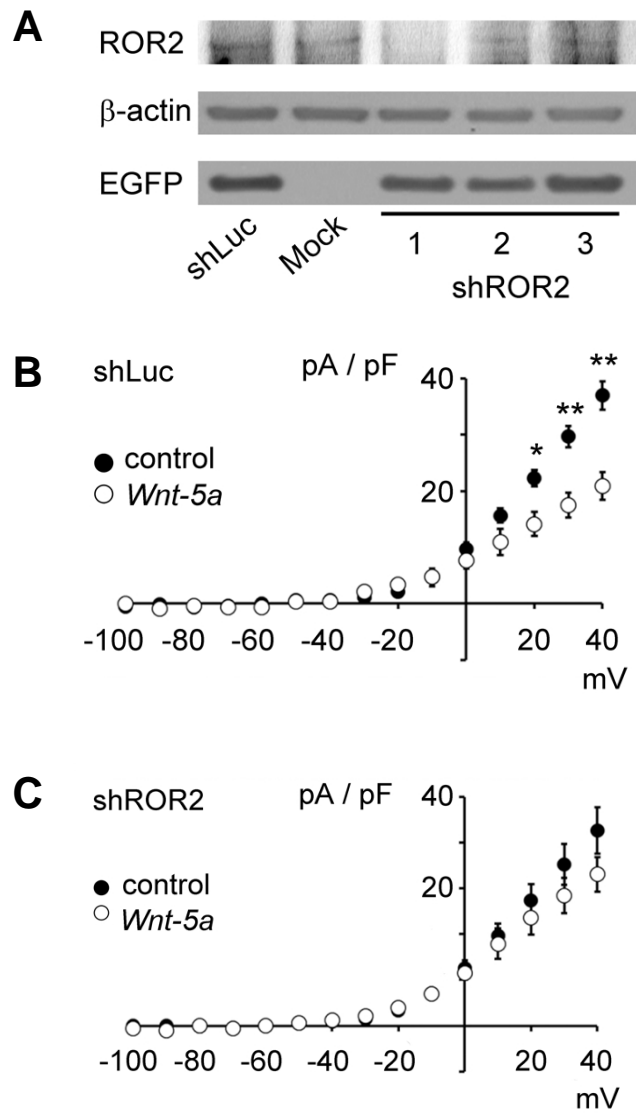 A
ROR2
β-actin
EGFP
shLuc
Mock
1 2 3
shROR2
B
shLuc
pA / pF
control
Wnt-5a
40
20
*
**
**
-100 -80 -60 -40 -20 20 40
mV
C
shROR2
pA / pF
control
Wnt-5a
40
20
-100 -80 -60 -40 -20 20 40
mV